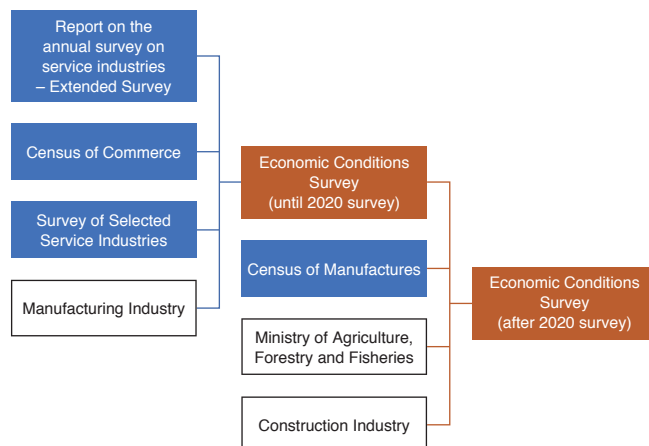 Report on the
annual survey on
service industries
– Extended Survey
Census of Commerce
Survey of Selected
Service Industries
Manufacturing Industry
Economic Conditions
Survey
(until 2020 survey)
Census of Manufactures
Ministry of Agriculture,
Forestry and Fisheries
Construction Industry
Economic Conditions
Survey
(after 2020 survey)